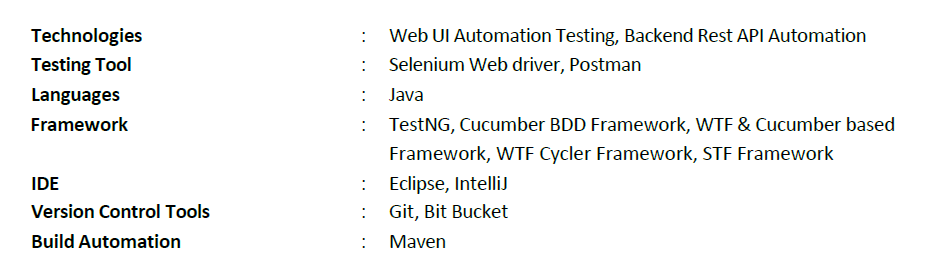 Technologies : Web UI Automation Testing, Backend Rest API Automation
Testing Tool : Selenium Web driver, Postman
Languages : Java
Framework : TestNG, Cucumber BDD Framework, WTF & Cucumber based
Framework, WTF Cycler Framework, STF Framework
IDE : Eclipse, IntelliJ
Version Control Tools : Git, Bit Bucket
Build Automation : Maven